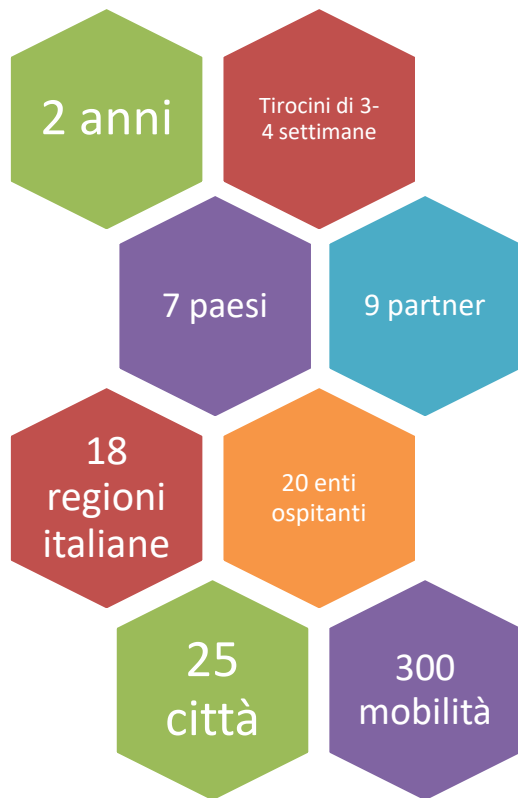 2 anni
Tirocini di 3-
4 settimane
7 paesi
9 partner
18
regioni
italiane
20 enti
ospitanti
25
città
300
mobilità